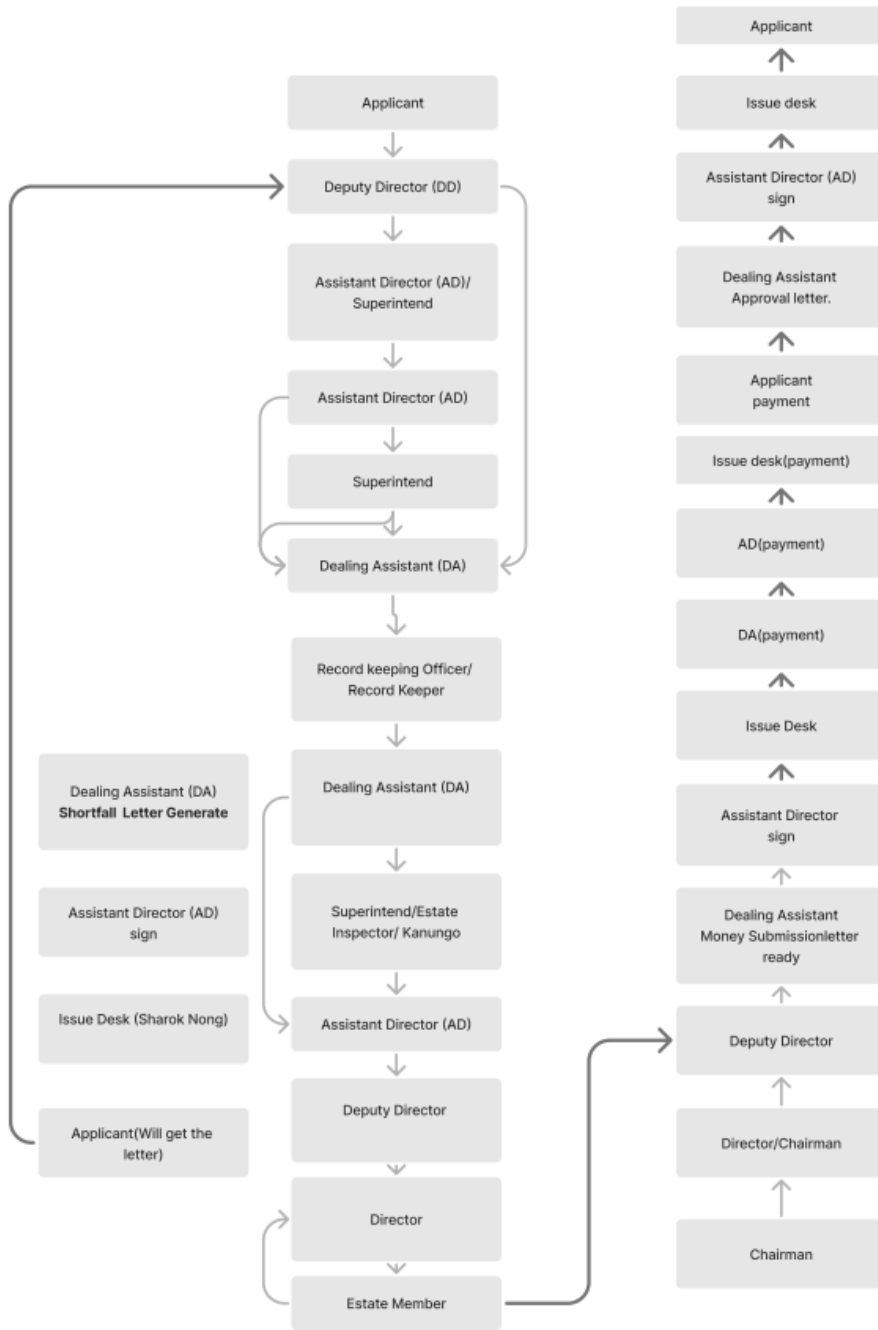 Applicant
Deputy Director (DD)
Assistant Director (AD)/
Superintend
Assistant Director (AD)
Superintend
Dealing Assistant (DA)
Record keeping Officer/
Record Keeper
Dealing Assistant (DA)
Superintend/Estate
Inspector/ Kanungo
Assistant Director (AD)
Deputy Director
Director
Estate Member
Dealing Assistant (DA)
Shortfall Letter Generate
Assistant Director (AD)
sign
Issue Desk (Sharok Nong)
Applicant(Will get the
letter)
Applicant
Issue desk
Assistant Director (AD)
sign
Dealing Assistant
Approval letter.
Applicant
payment
Issue desk(payment)
AD(payment)
DA(payment)
Issue Desk
Assistant Director
sign
Dealing Assistant
Money Submissionletter
ready
Deputy Director
Director/Chairman
Chairman